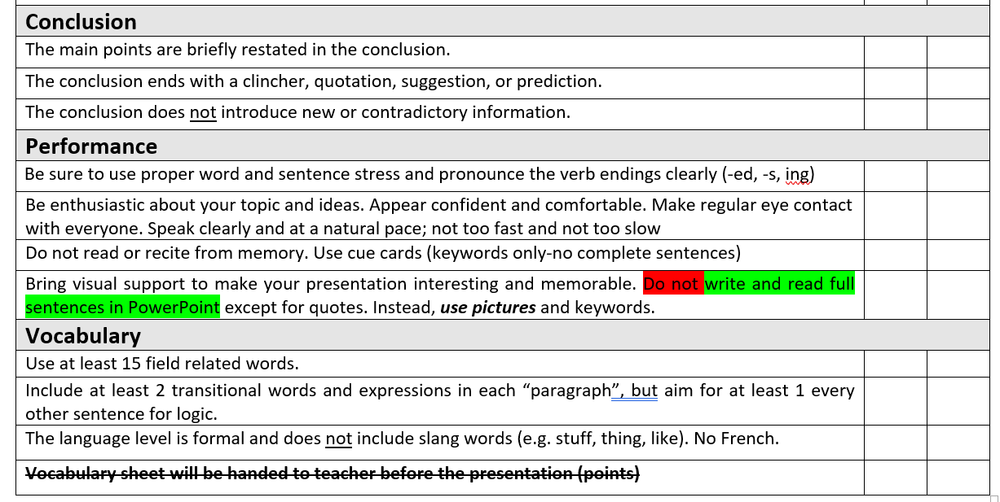 Conclusion
The main points are briefly restated in the conclusion.
The conclusion ends with a clincher, quotation, suggestion, or prediction.
The conclusion does not introduce new or contradictory information.
Performance
Be sure to use proper word and sentence stress and pronounce the verb endings clearly (-ed, -s, ing)
Be enthusiastic about your topic and ideas. Appear confident and comfortable. Make regular eye contact
with everyone. Speak clearly and at a natural pace; not too fast and not too slow
Do not read or recite from memory. Use cue cards (keywords only-no complete sentences)
Bring visual support to make your presentation interesting and memorable. Do not write and read full
sentences in PowerPoint except for quotes. Instead, use pictures and keywords.
Vocabulary
Use at least 15 field related words.
Include at least 2 transitional words and expressions in each “paragraph”, but aim for at least 1 every
other sentence for logic.
The language level is formal and does not include slang words (e.g. stuff, thing, like). No French.
Vocabulary sheet will be handed to teacher before the presentation (points)